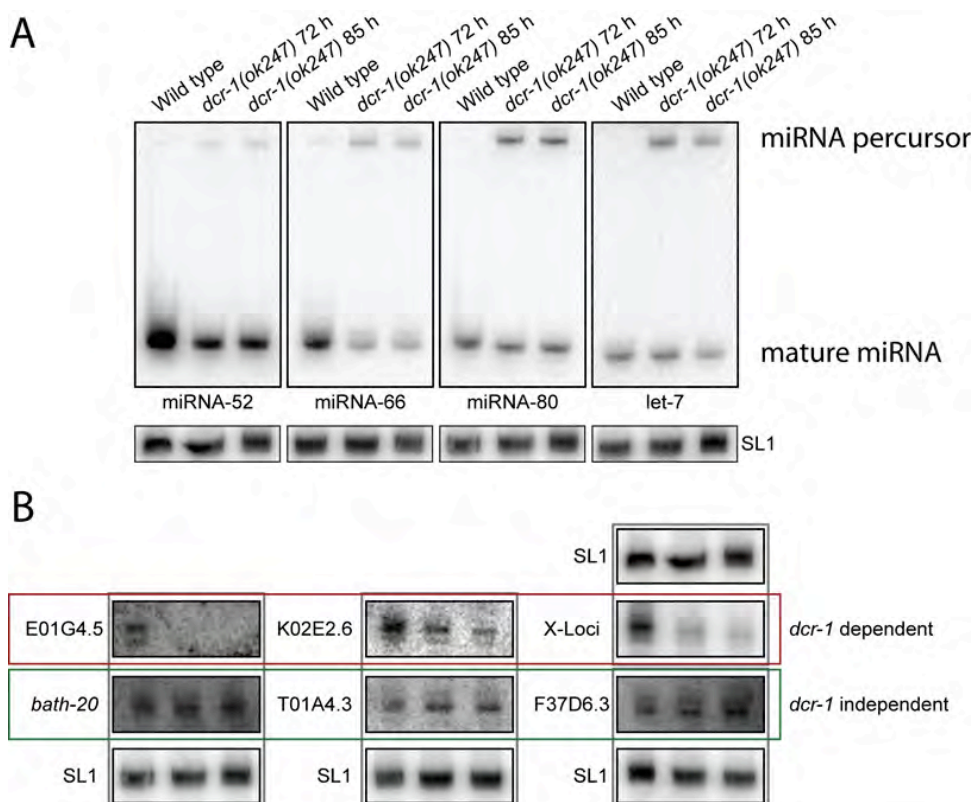 A
Wild type dcr-1(ok247) 72 h dcr-1(ok247) 85 h Wild type dcr-1(ok247) 72 h dcr-1(ok247) 85 h Wild type dcr-1(ok247) 72 h dcr-1(ok247) 85 h Wild type dcr-1(ok247) 72 h dcr-1(ok247) 85 h
miRNA percursor
mature miRNA
miRNA-52 miRNA-66 miRNA-80 let-7
SL1
B
SL1
E01G4.5 K02E2.6 X-Loci dcr-1 dependent
bath-20 T01A4.3 F37D6.3 dcr-1 independent
SL1 SL1 SL1